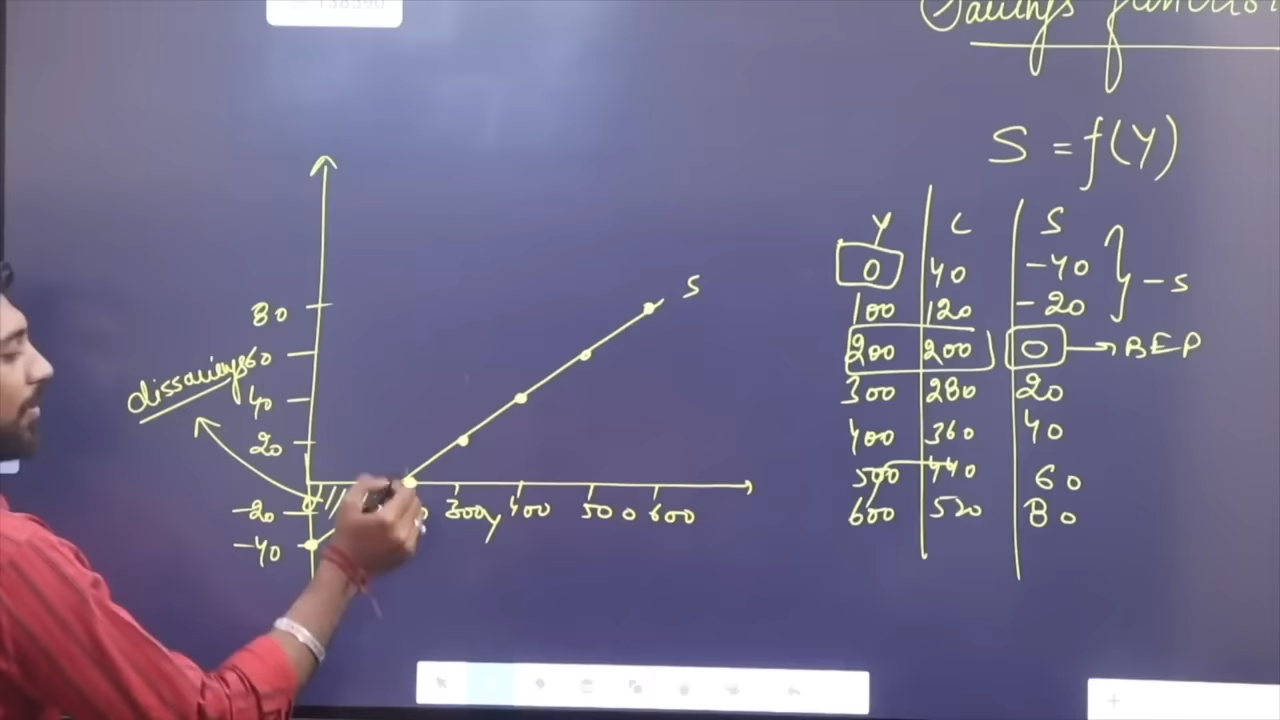 Savings function
S = f(Y)
Y C S
0 40 -40
100 120 -20 } -S
200 200 0 → BEP
300 280 20
400 360 40
500 440 60
600 520 80
S
80
60
40
20
-20
-40
dissavings
300 400 500 600
y